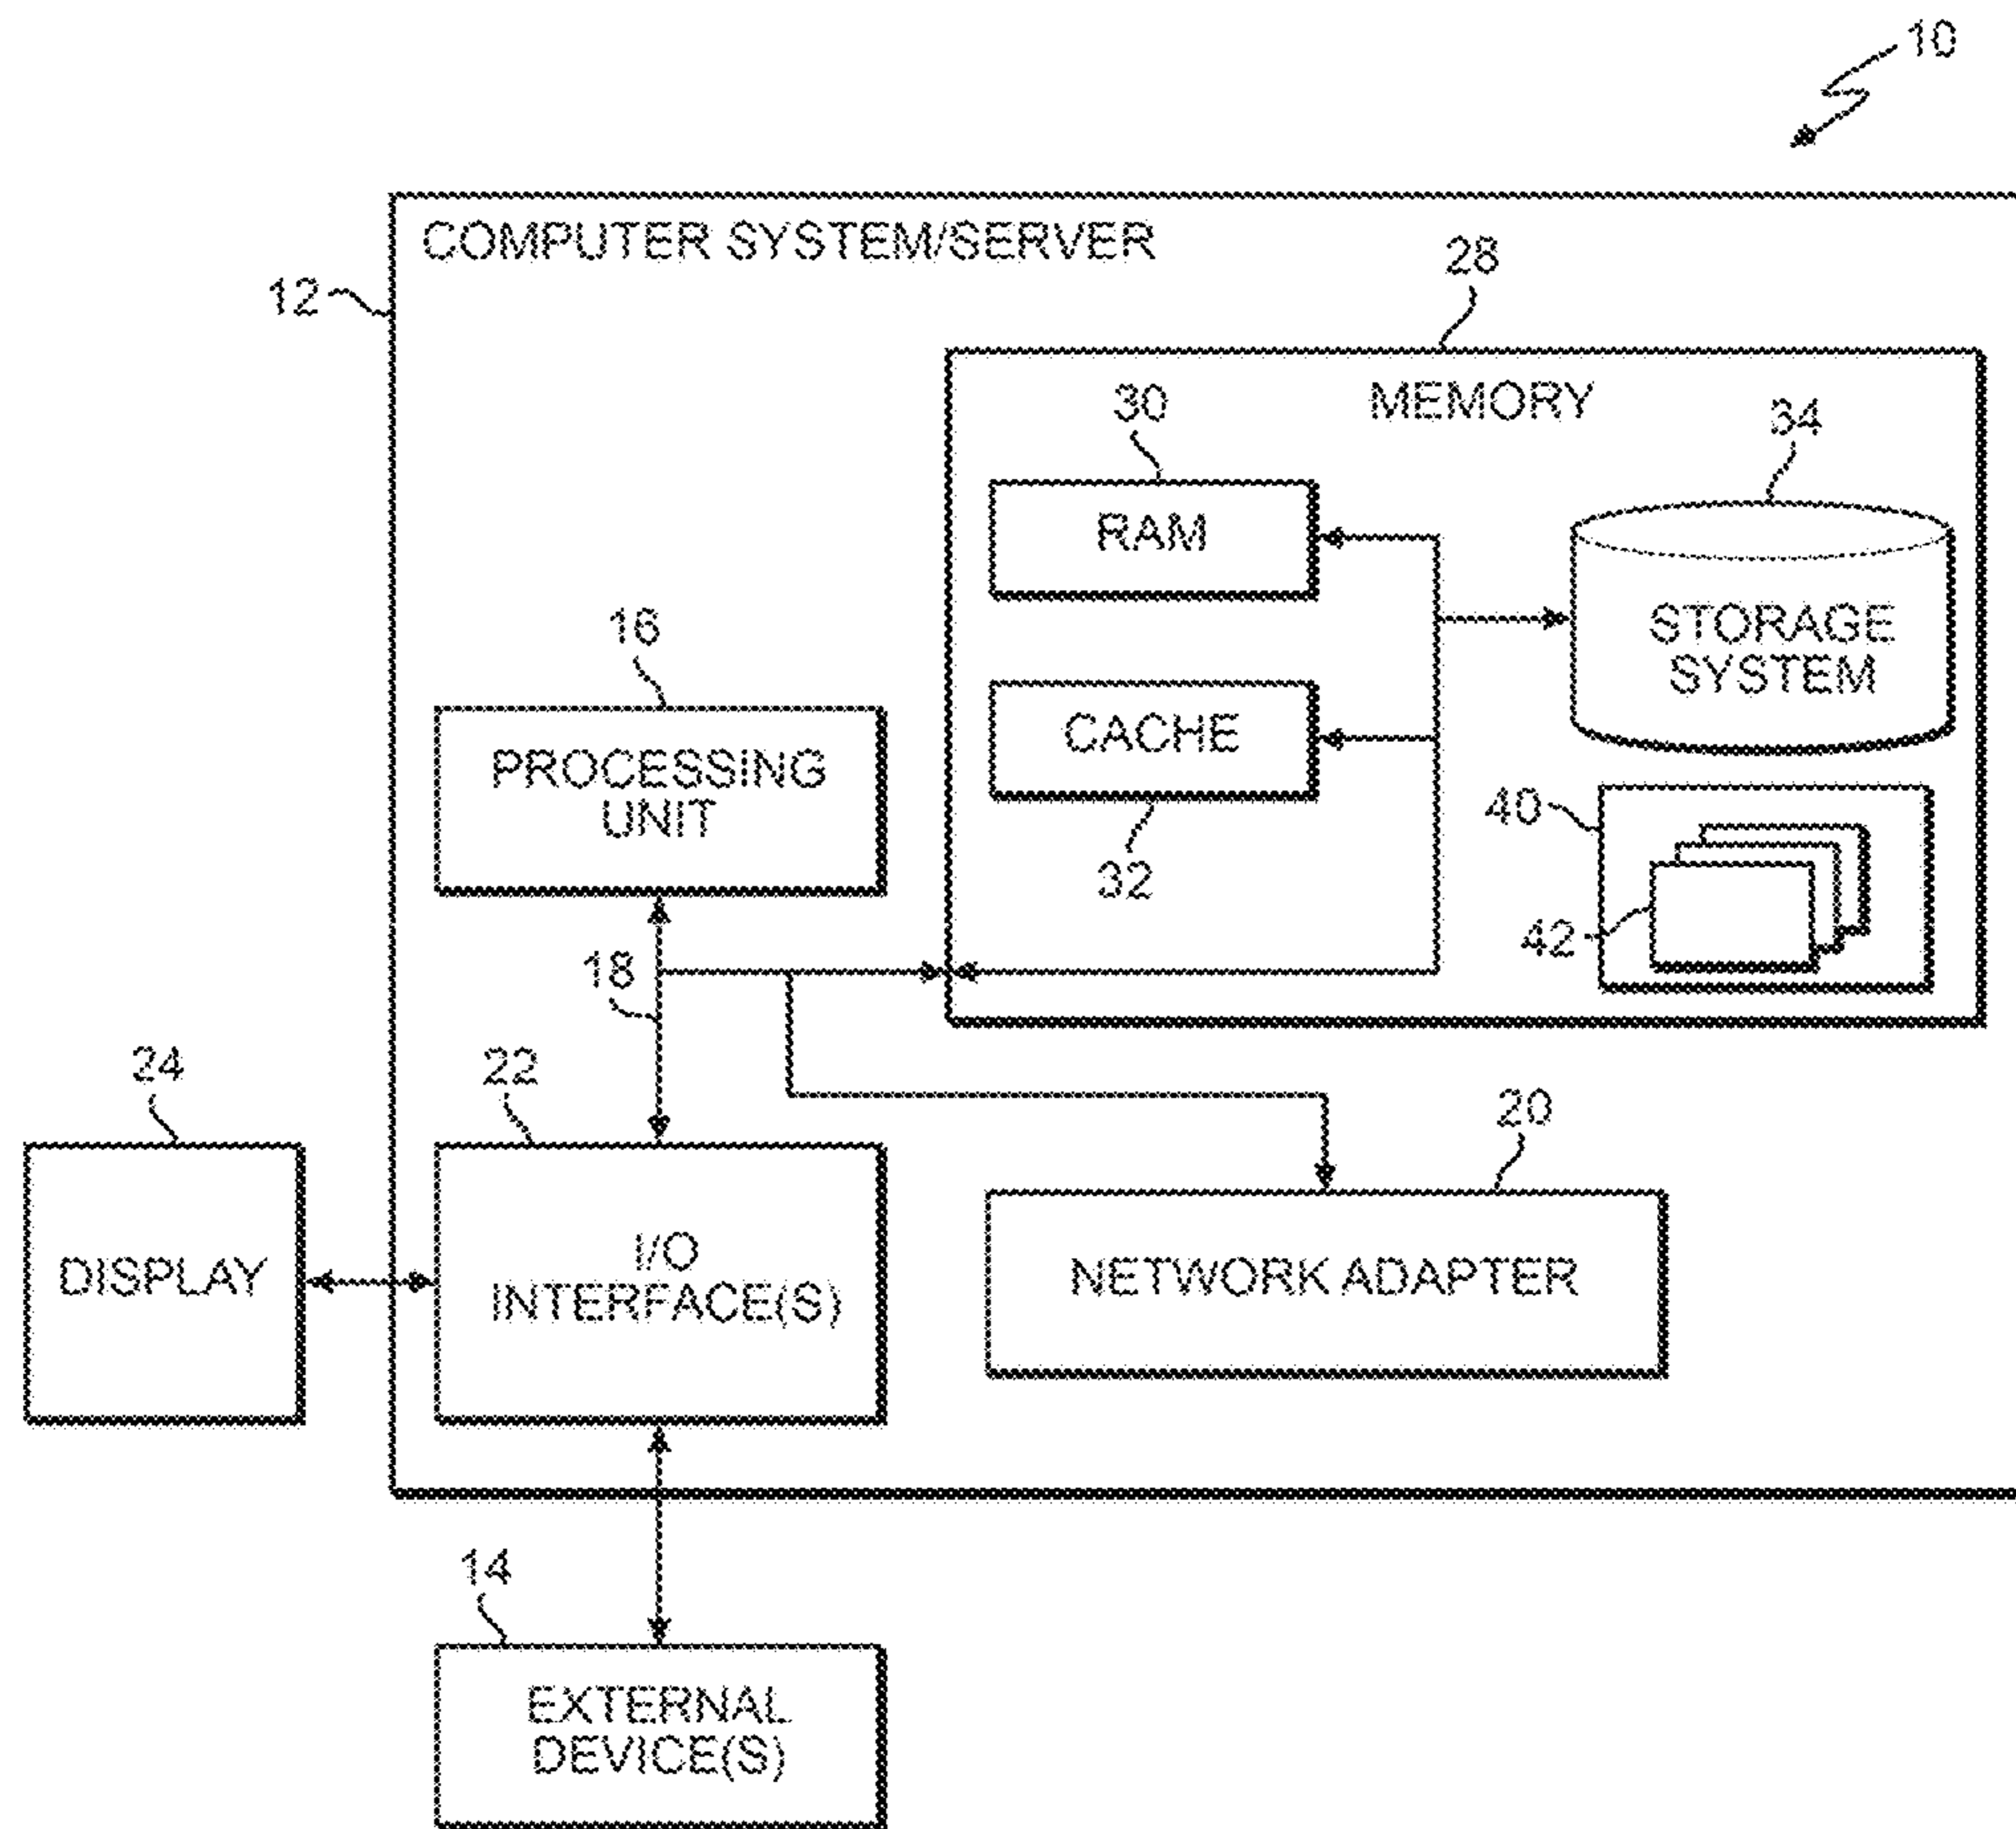 10
COMPUTER SYSTEM/SERVER
12
28
MEMORY
30
34
RAM
STORAGE
SYSTEM
16
CACHE
PROCESSING
UNIT
40
32
42
18
24
22
20
DISPLAY
I/O
INTERFACE(S)
NETWORK ADAPTER
14
EXTERNAL
DEVICE(S)